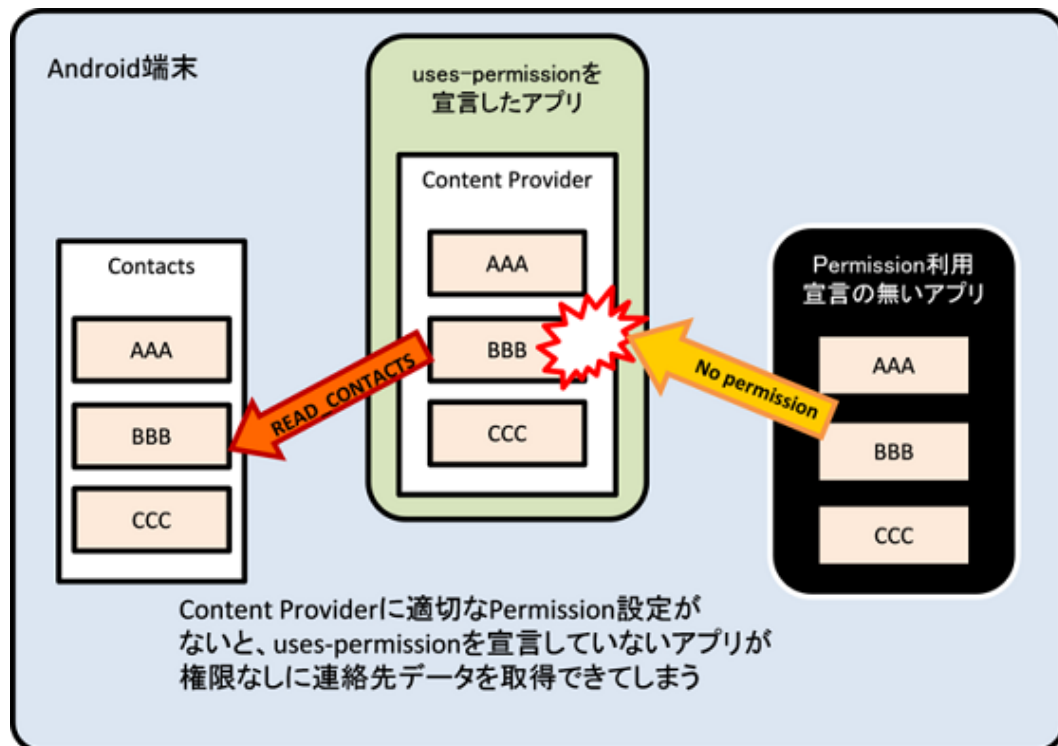 Android端末
uses-permissionを
宣言したアプリ
Content Provider
AAA
BBB
CCC
Contacts
AAA
BBB
CCC
READ_CONTACTS
No permission
Permission利用
宣言の無いアプリ
AAA
BBB
CCC
Content Providerに適切なPermission設定が
ないと、uses-permissionを宣言していないアプリが
権限なしに連絡先データを取得できてしまう